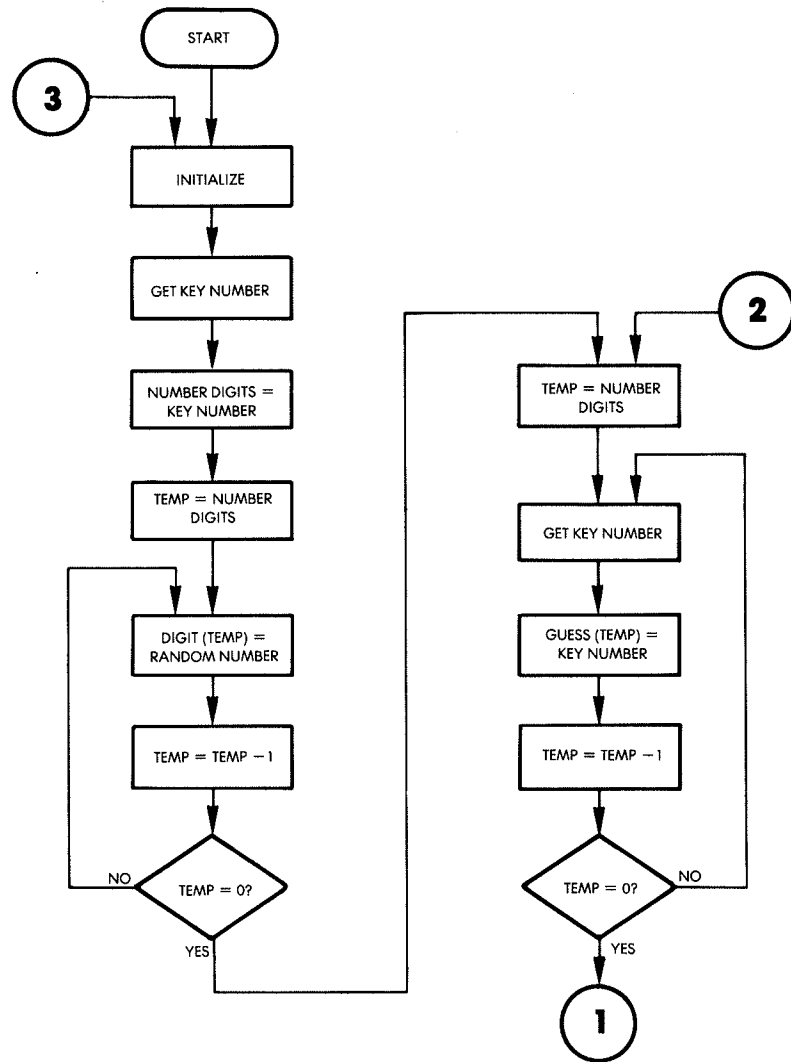 START
3
INITIALIZE
GET KEY NUMBER
NUMBER DIGITS =
KEY NUMBER
TEMP = NUMBER
DIGITS
DIGIT (TEMP) =
RANDOM NUMBER
TEMP = TEMP −1
TEMP = 0?
NO
YES
2
TEMP = NUMBER
DIGITS
GET KEY NUMBER
GUESS (TEMP) =
KEY NUMBER
TEMP = TEMP −1
TEMP = 0?
NO
YES
1